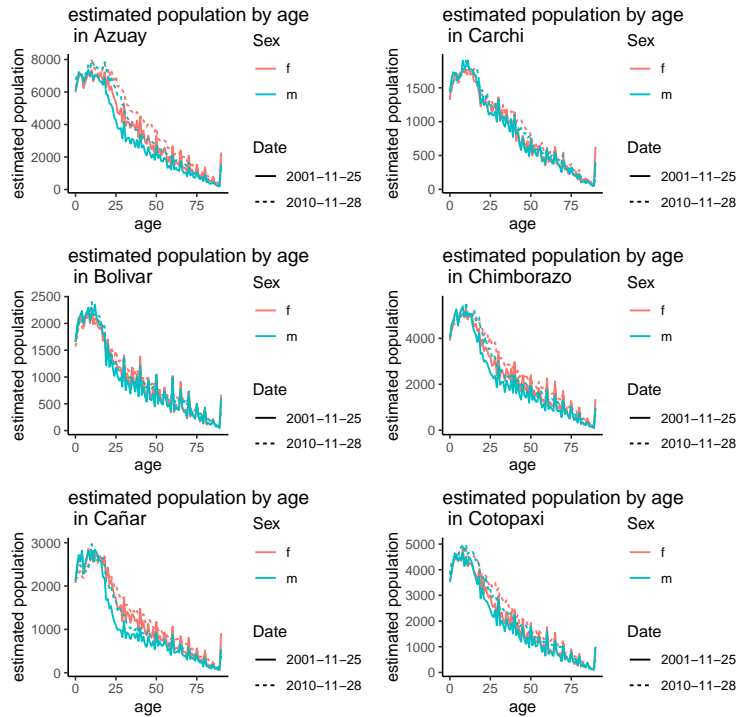 estimated population by age
in Azuay
estimated population
8000
6000
4000
2000
0
0 25 50 75
age
Sex
f
m
Date
2001−11−25
2010−11−28
estimated population by age
in Carchi
estimated population
1500
1000
500
0
0 25 50 75
age
Sex
f
m
Date
2001−11−25
2010−11−28
estimated population by age
in Bolivar
estimated population
2500
2000
1500
1000
500
0
0 25 50 75
age
Sex
f
m
Date
2001−11−25
2010−11−28
estimated population by age
in Chimborazo
estimated population
4000
2000
0
0 25 50 75
age
Sex
f
m
Date
2001−11−25
2010−11−28
estimated population by age
in Cañar
estimated population
3000
2000
1000
0
0 25 50 75
age
Sex
f
m
Date
2001−11−25
2010−11−28
estimated population by age
in Cotopaxi
estimated population
5000
4000
3000
2000
1000
0
0 25 50 75
age
Sex
f
m
Date
2001−11−25
2010−11−28